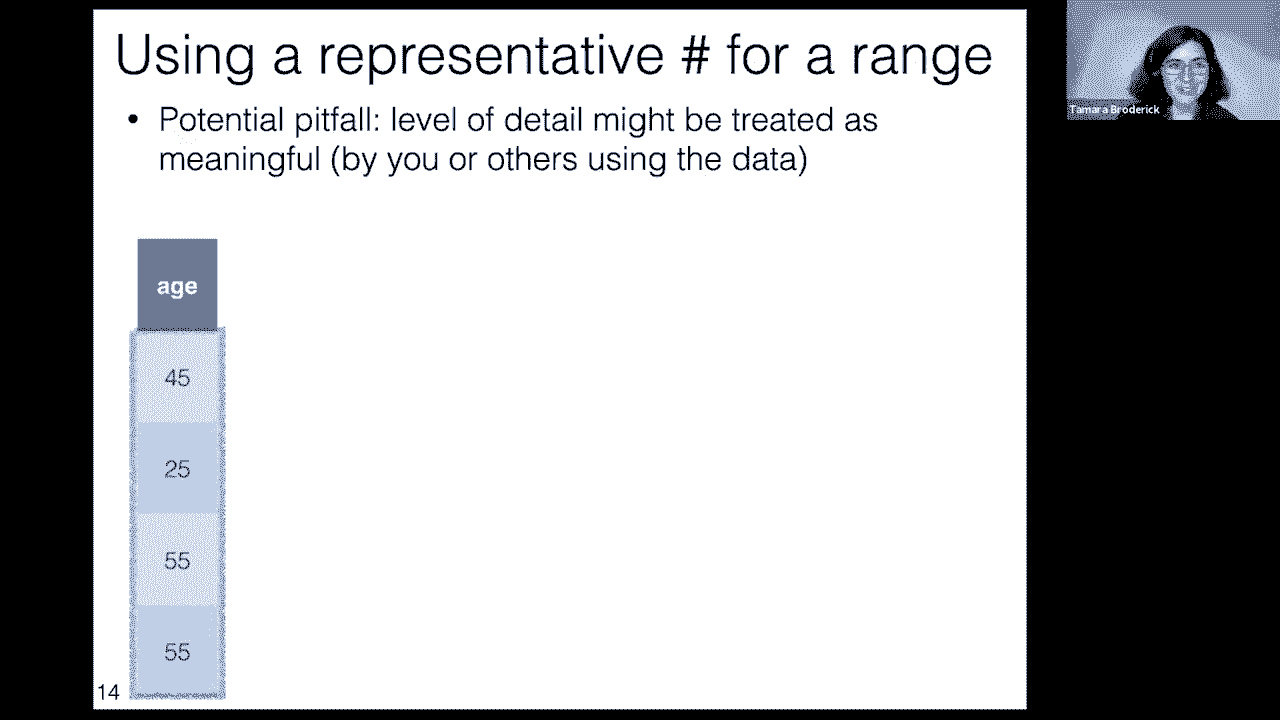 Using a representative # for a range
• Potential pitfall: level of detail might be treated as
meaningful (by you or others using the data)
age
45
25
55
55
14
Tamara Broderick